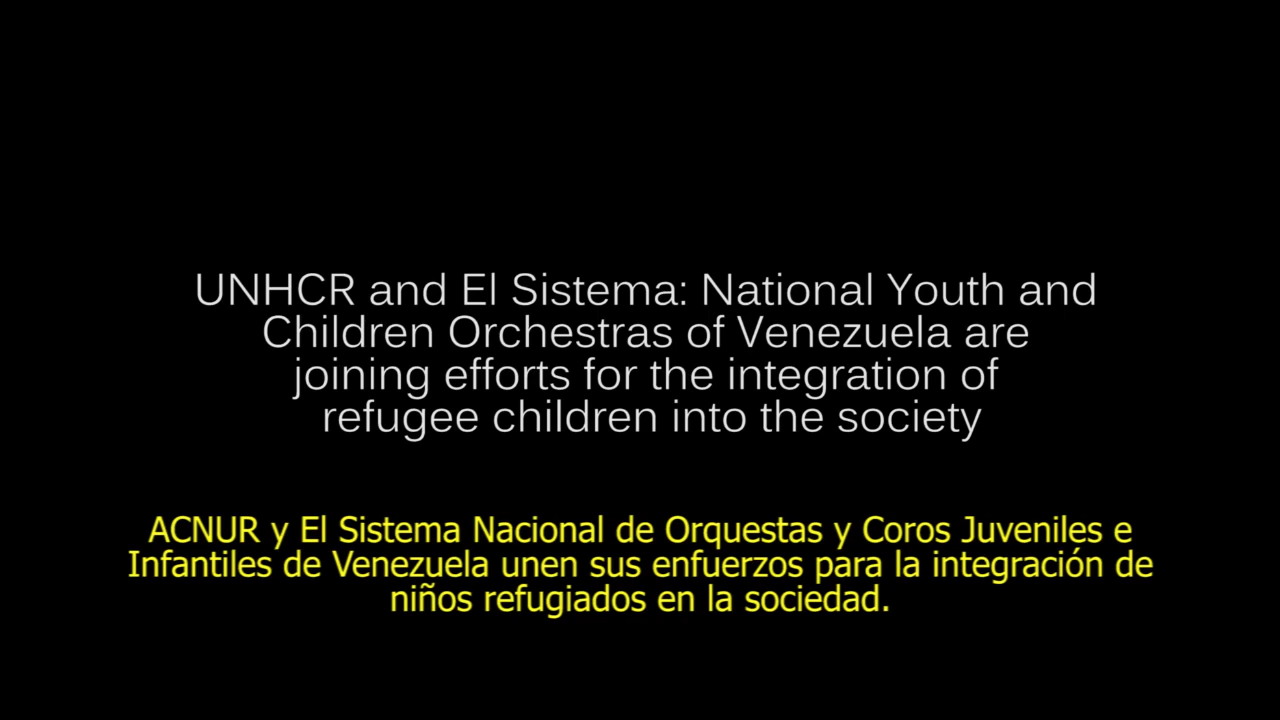 UNHCR and El Sistema: National Youth and
Children Orchestras of Venezuela are
joining efforts for the integration of
refugee children into the society
ACNUR y El Sistema Nacional de Orquestas y Coros Juveniles e
Infantiles de Venezuela unen sus enfuerzos para la integración de
niños refugiados en la sociedad.